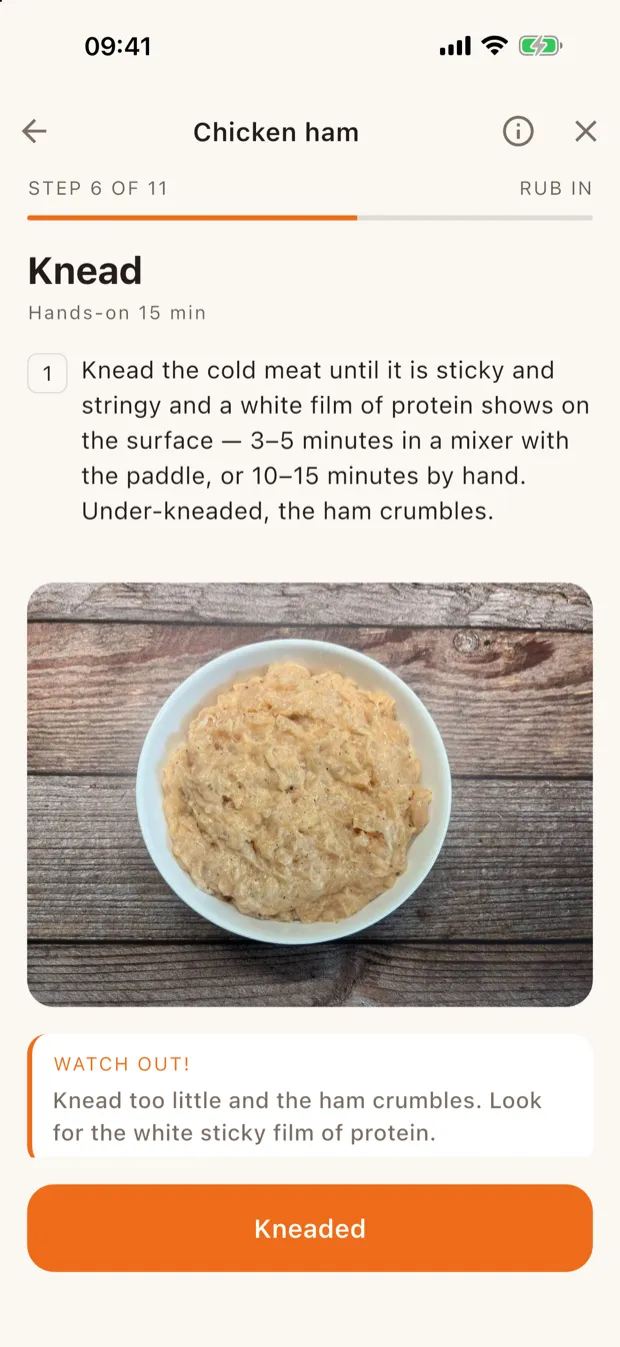 09:41
Chicken ham
STEP 6 OF 11
RUB IN
Knead
Hands-on 15 min
1
Knead the cold meat until it is sticky and
stringy and a white film of protein shows on
the surface — 3–5 minutes in a mixer with
the paddle, or 10–15 minutes by hand.
Under-kneaded, the ham crumbles.
WATCH OUT!
Knead too little and the ham crumbles. Look
for the white sticky film of protein.
Kneaded